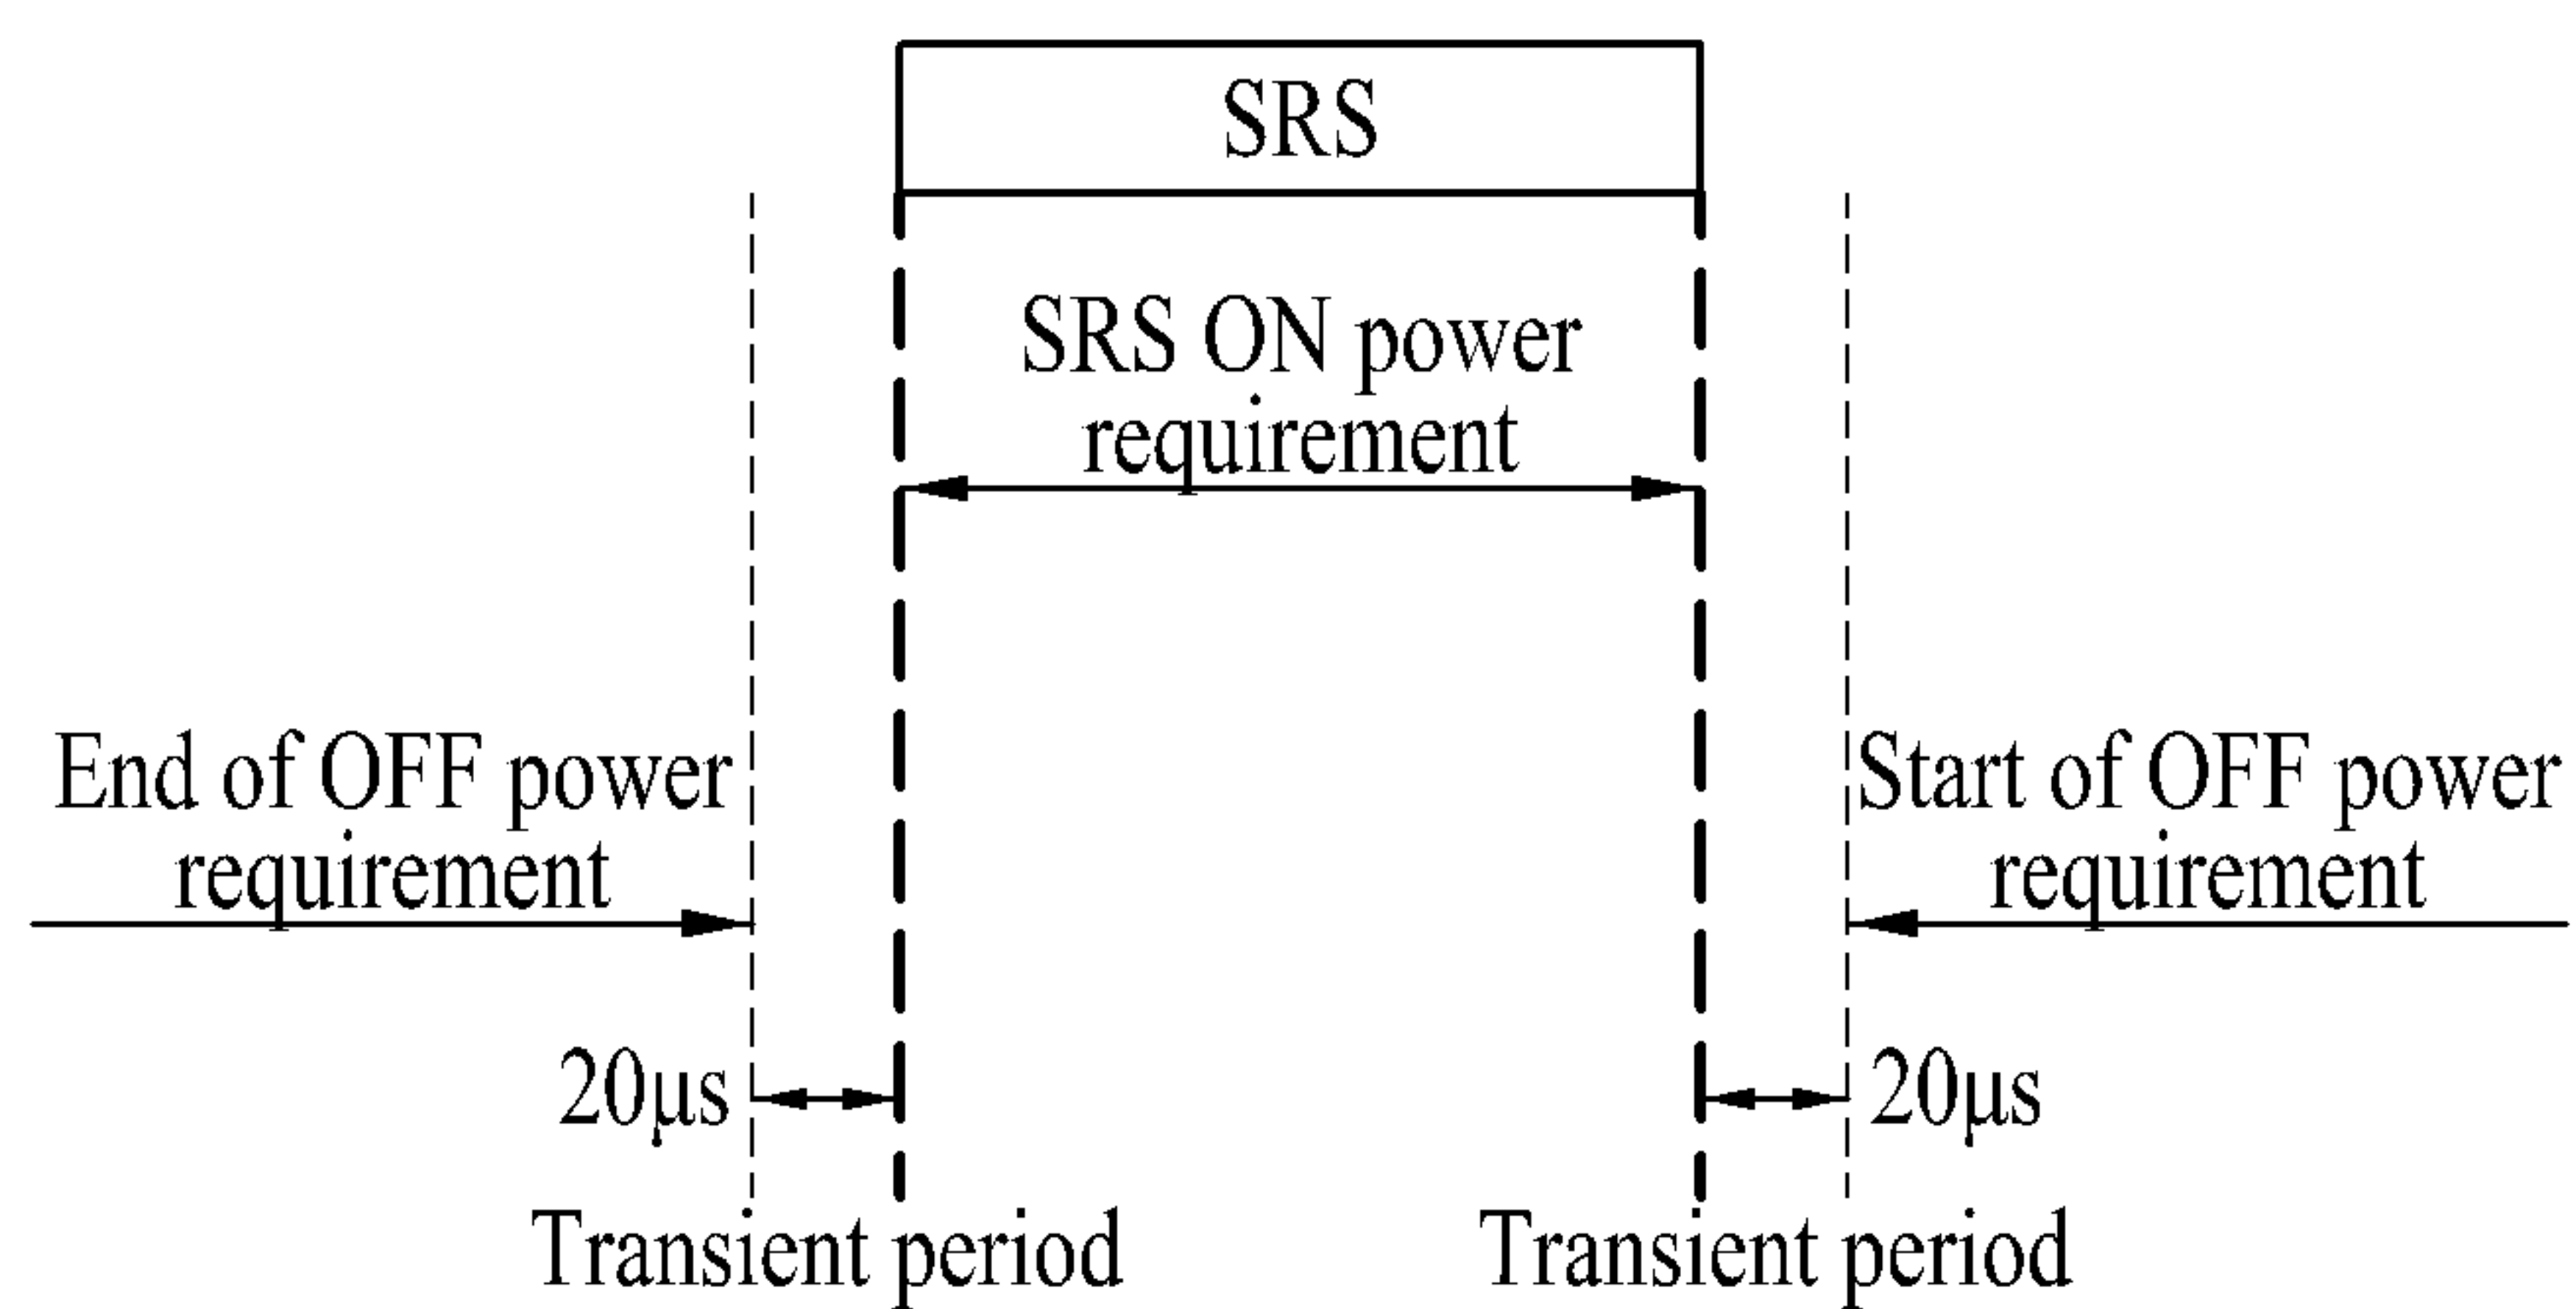 SRS
SRS ON power
requirement
End of OFF power
requirement
Start of OFF power
requirement
20μs
20μs
Transient period
Transient period